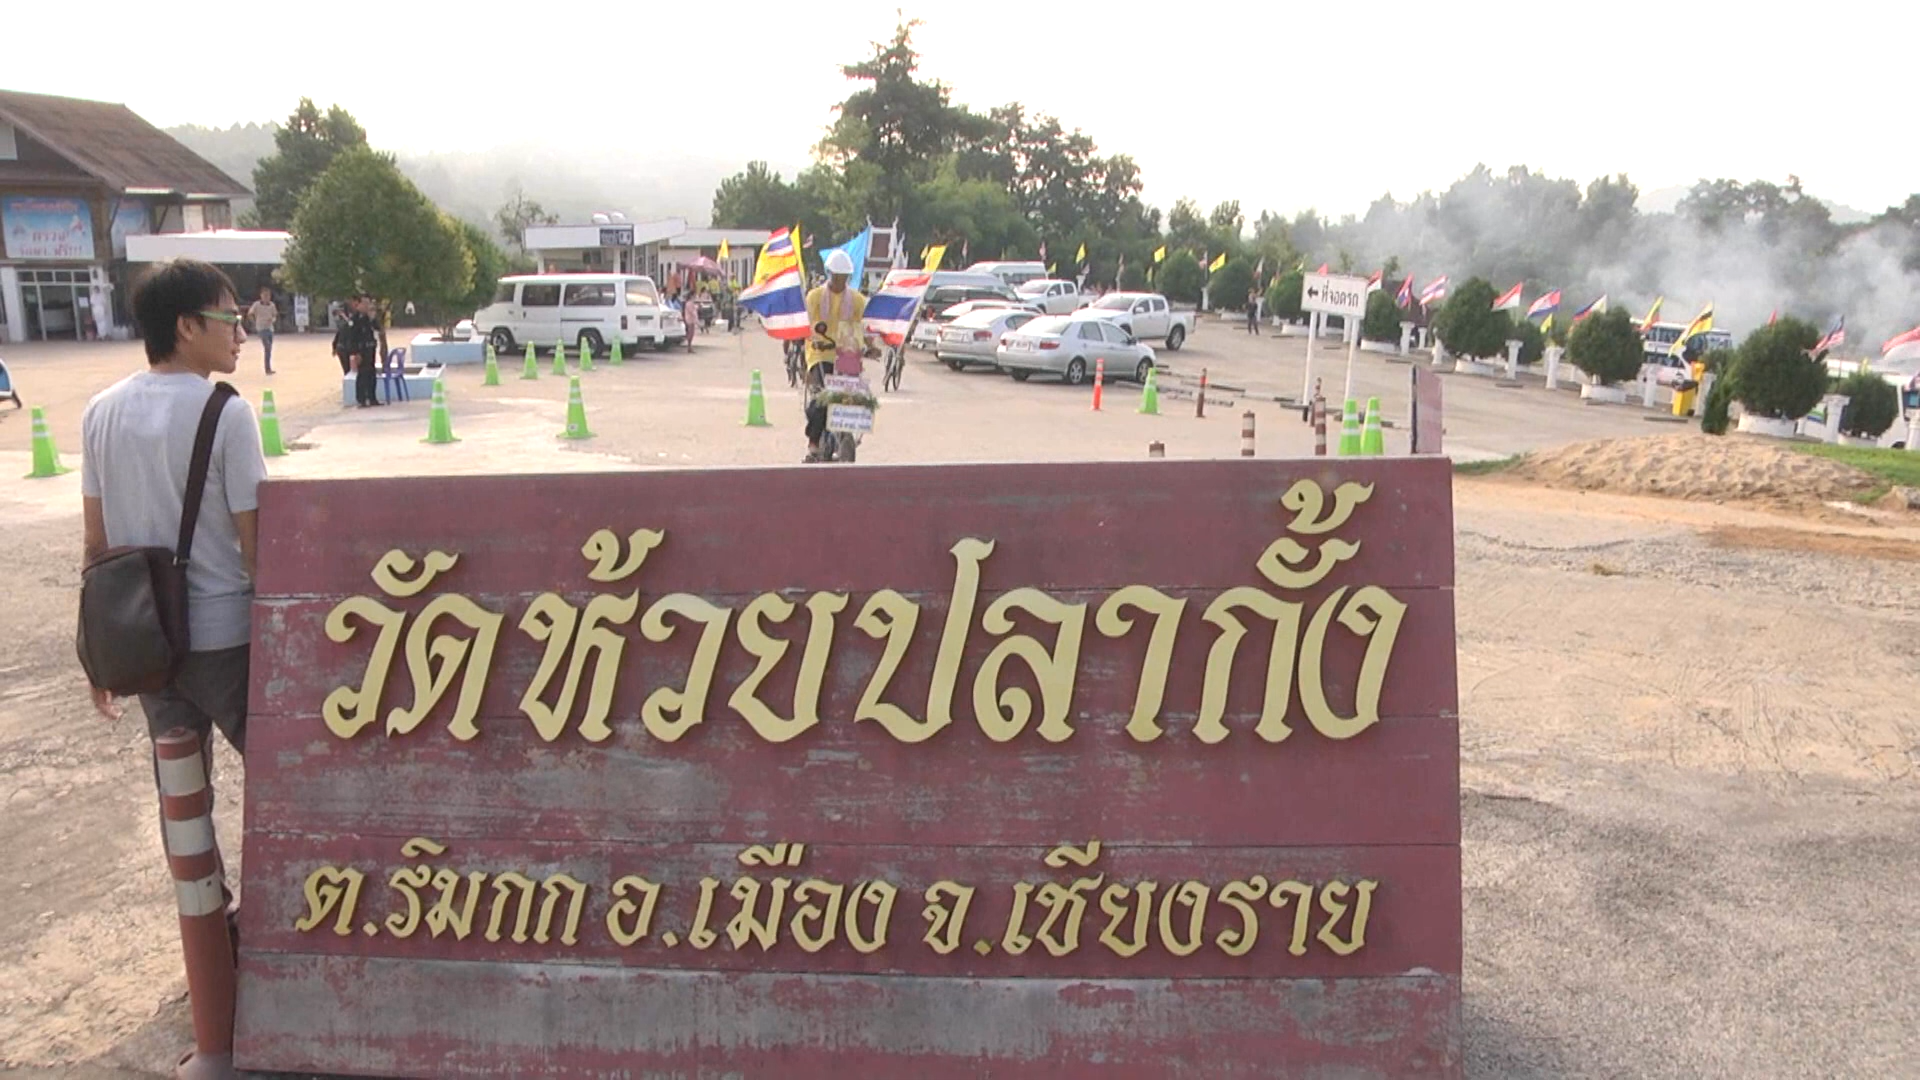 ← ที่จอดรถ
วัดห้วยปลากั้ง
ต.ริมกก อ.เมือง จ.เชียงราย